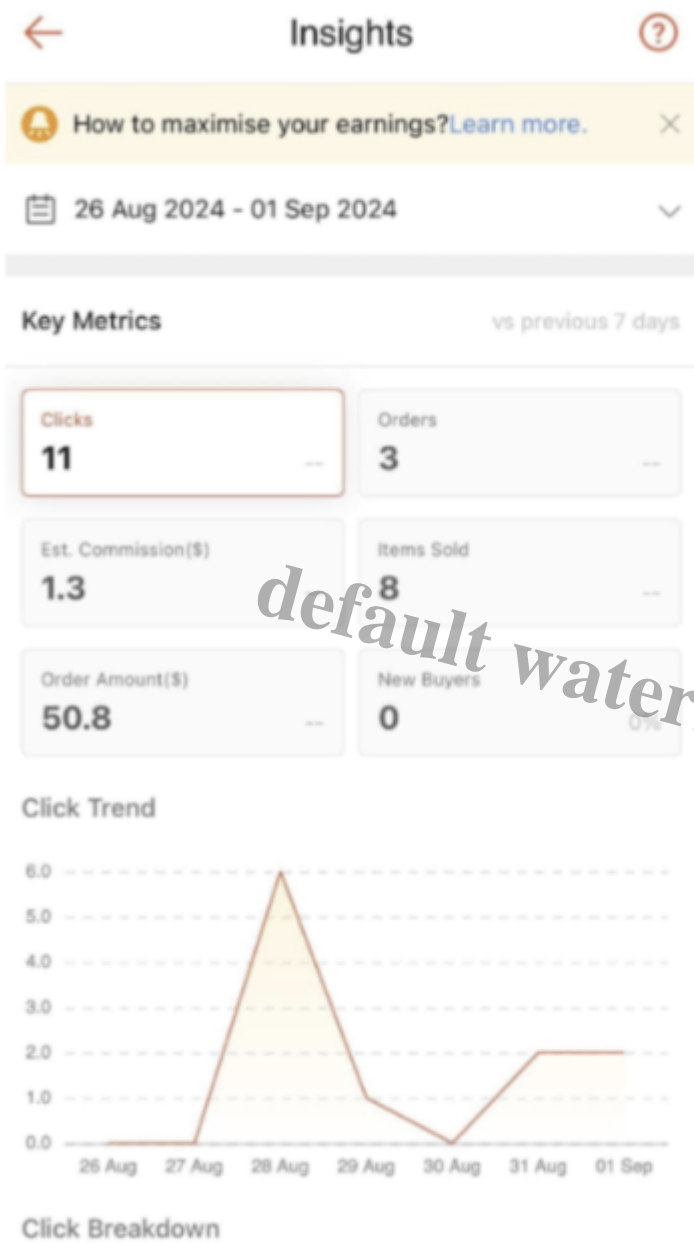 Insights
?
How to maximise your earnings?Learn more.
26 Aug 2024 - 01 Sep 2024
Key Metrics
vs previous 7 days
Clicks
11
--
Orders
3
--
Est. Commission($)
1.3
Items Sold
8
--
default water
Order Amount($)
50.8
--
New Buyers
0
0%
Click Trend
6.0
5.0
4.0
3.0
2.0
1.0
0.0
26 Aug 27 Aug 28 Aug 29 Aug 30 Aug 31 Aug 01 Sep
Click Breakdown